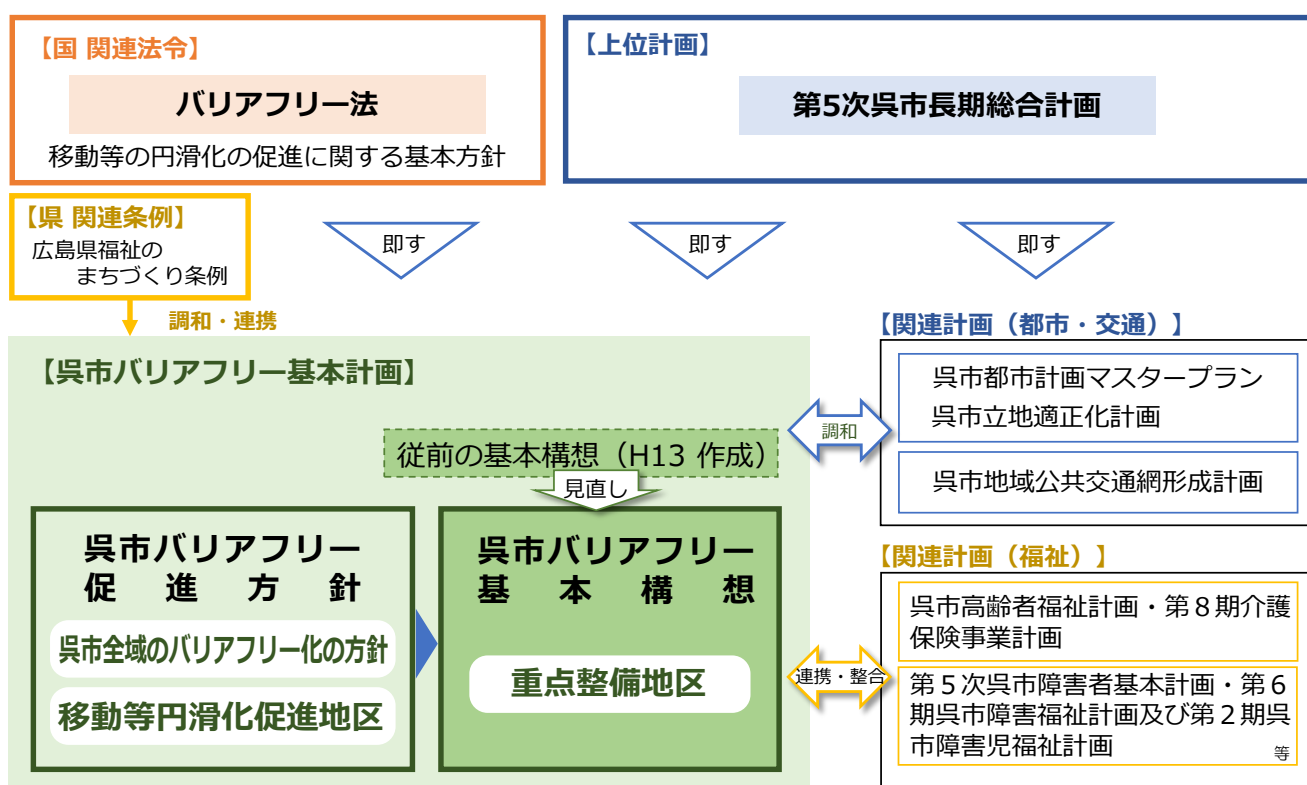 【国 関連法令】
バリアフリー法
移動等の円滑化の促進に関する基本方針
【上位計画】
第5次呉市長期総合計画
【県 関連条例】
広島県福祉の
まちづくり条例
即す
即す
即す
調和・連携
【呉市バリアフリー基本計画】
従前の基本構想（H13 作成）
見直し
呉市バリアフリー
促進方針
呉市全域のバリアフリー化の方針
移動等円滑化促進地区
呉市バリアフリー
基本構想
重点整備地区
調和
連携・整合
【関連計画（都市・交通）】
呉市都市計画マスタープラン
呉市立地適正化計画
呉市地域公共交通網形成計画
【関連計画（福祉）】
呉市高齢者福祉計画・第８期介護
保険事業計画
第５次呉市障害者基本計画・第６
期呉市障害福祉計画及び第２期呉
市障害児福祉計画
等